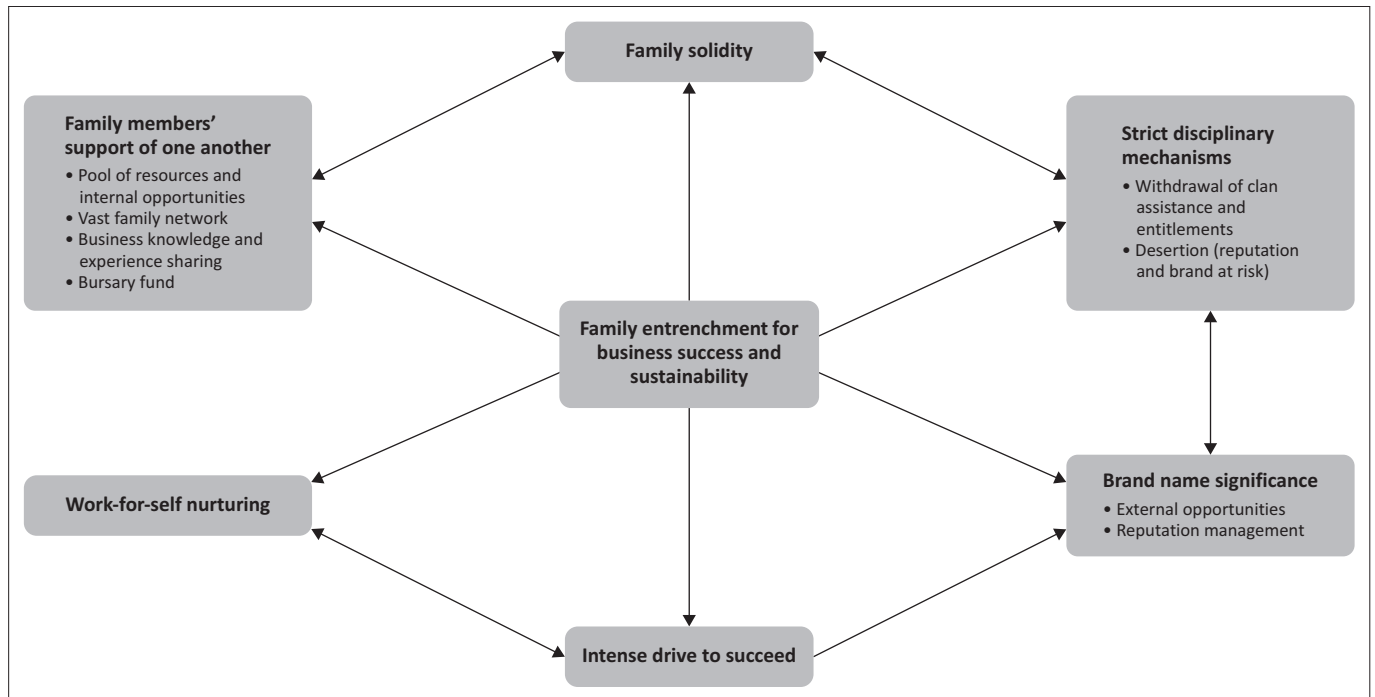 Family solidity
Family members’
support of one another
• Pool of resources and
internal opportunities
• Vast family network
• Business knowledge and
experience sharing
• Bursary fund
Strict disciplinary
mechanisms
• Withdrawal of clan
assistance and
entitlements
• Desertion (reputation
and brand at risk)
Family entrenchment for
business success and
sustainability
Work-for-self nurturing
Brand name significance
• External opportunities
• Reputation management
Intense drive to succeed